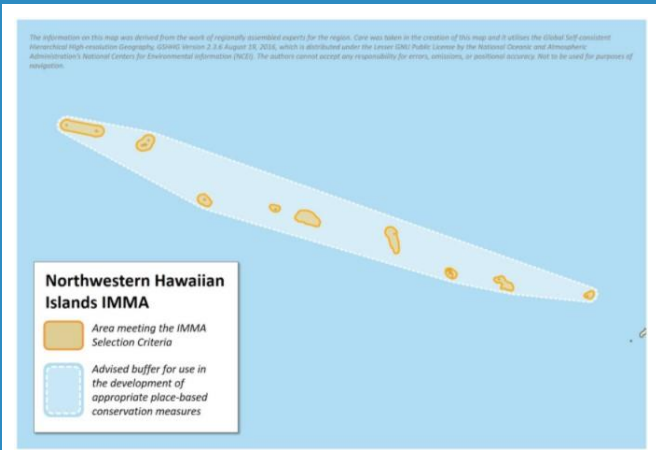 The information on this map was derived from the work of regionally assembled experts for the region. Care was taken in the creation of this map and it utilises the Global Self-consistent
Hierarchical High-resolution Geography, GSHHG Version 2.3.6 August 19, 2016, which is distributed under the Lesser GNU Public License by the National Oceanic and Atmospheric
Administration's National Centers for Environmental Information (NCEI). The authors cannot accept any responsibility for errors, omissions, or positional accuracy. Not to be used for purposes of
navigation.
Northwestern Hawaiian
Islands IMMA
Area meeting the IMMA
Selection Criteria
Advised buffer for use in
the development of
appropriate place-based
conservation measures